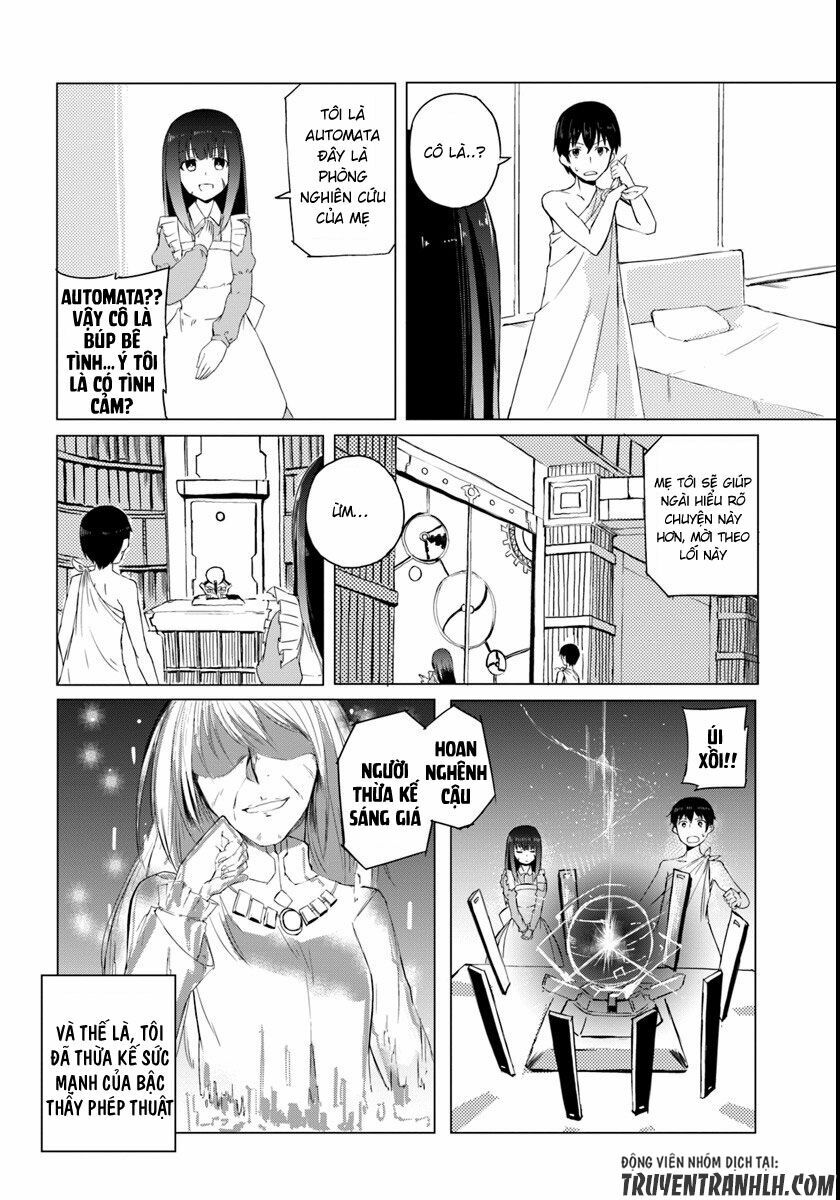 CÔ LÀ..?
TÔI LÀ
AUTOMATA
ĐÂY LÀ
PHÒNG
NGHIÊN CỨU
CỦA MẸ
AUTOMATA??
VẬY CÔ LÀ
BÚP BÊ
TÌNH... Ý TÔI
LÀ CÓ TÌNH
CẢM?
MẸ TÔI SẼ GIÚP
NGÀI HIỂU RÕ
CHUYỆN NÀY
HƠN, MỜI THEO
LỐI NÀY
ỪM...
ÚI
XỒI!!
HOAN
NGHÊNH
CẬU
NGƯỜI
THỪA KẾ
SÁNG GIÁ
VÀ THẾ LÀ, TÔI
ĐÃ THỪA KẾ SỨC
MẠNH CỦA BẬC
THẦY PHÉP THUẬT
ĐỘNG VIÊN NHÓM DỊCH TẠI:
TRUYENTRANHLH.COM